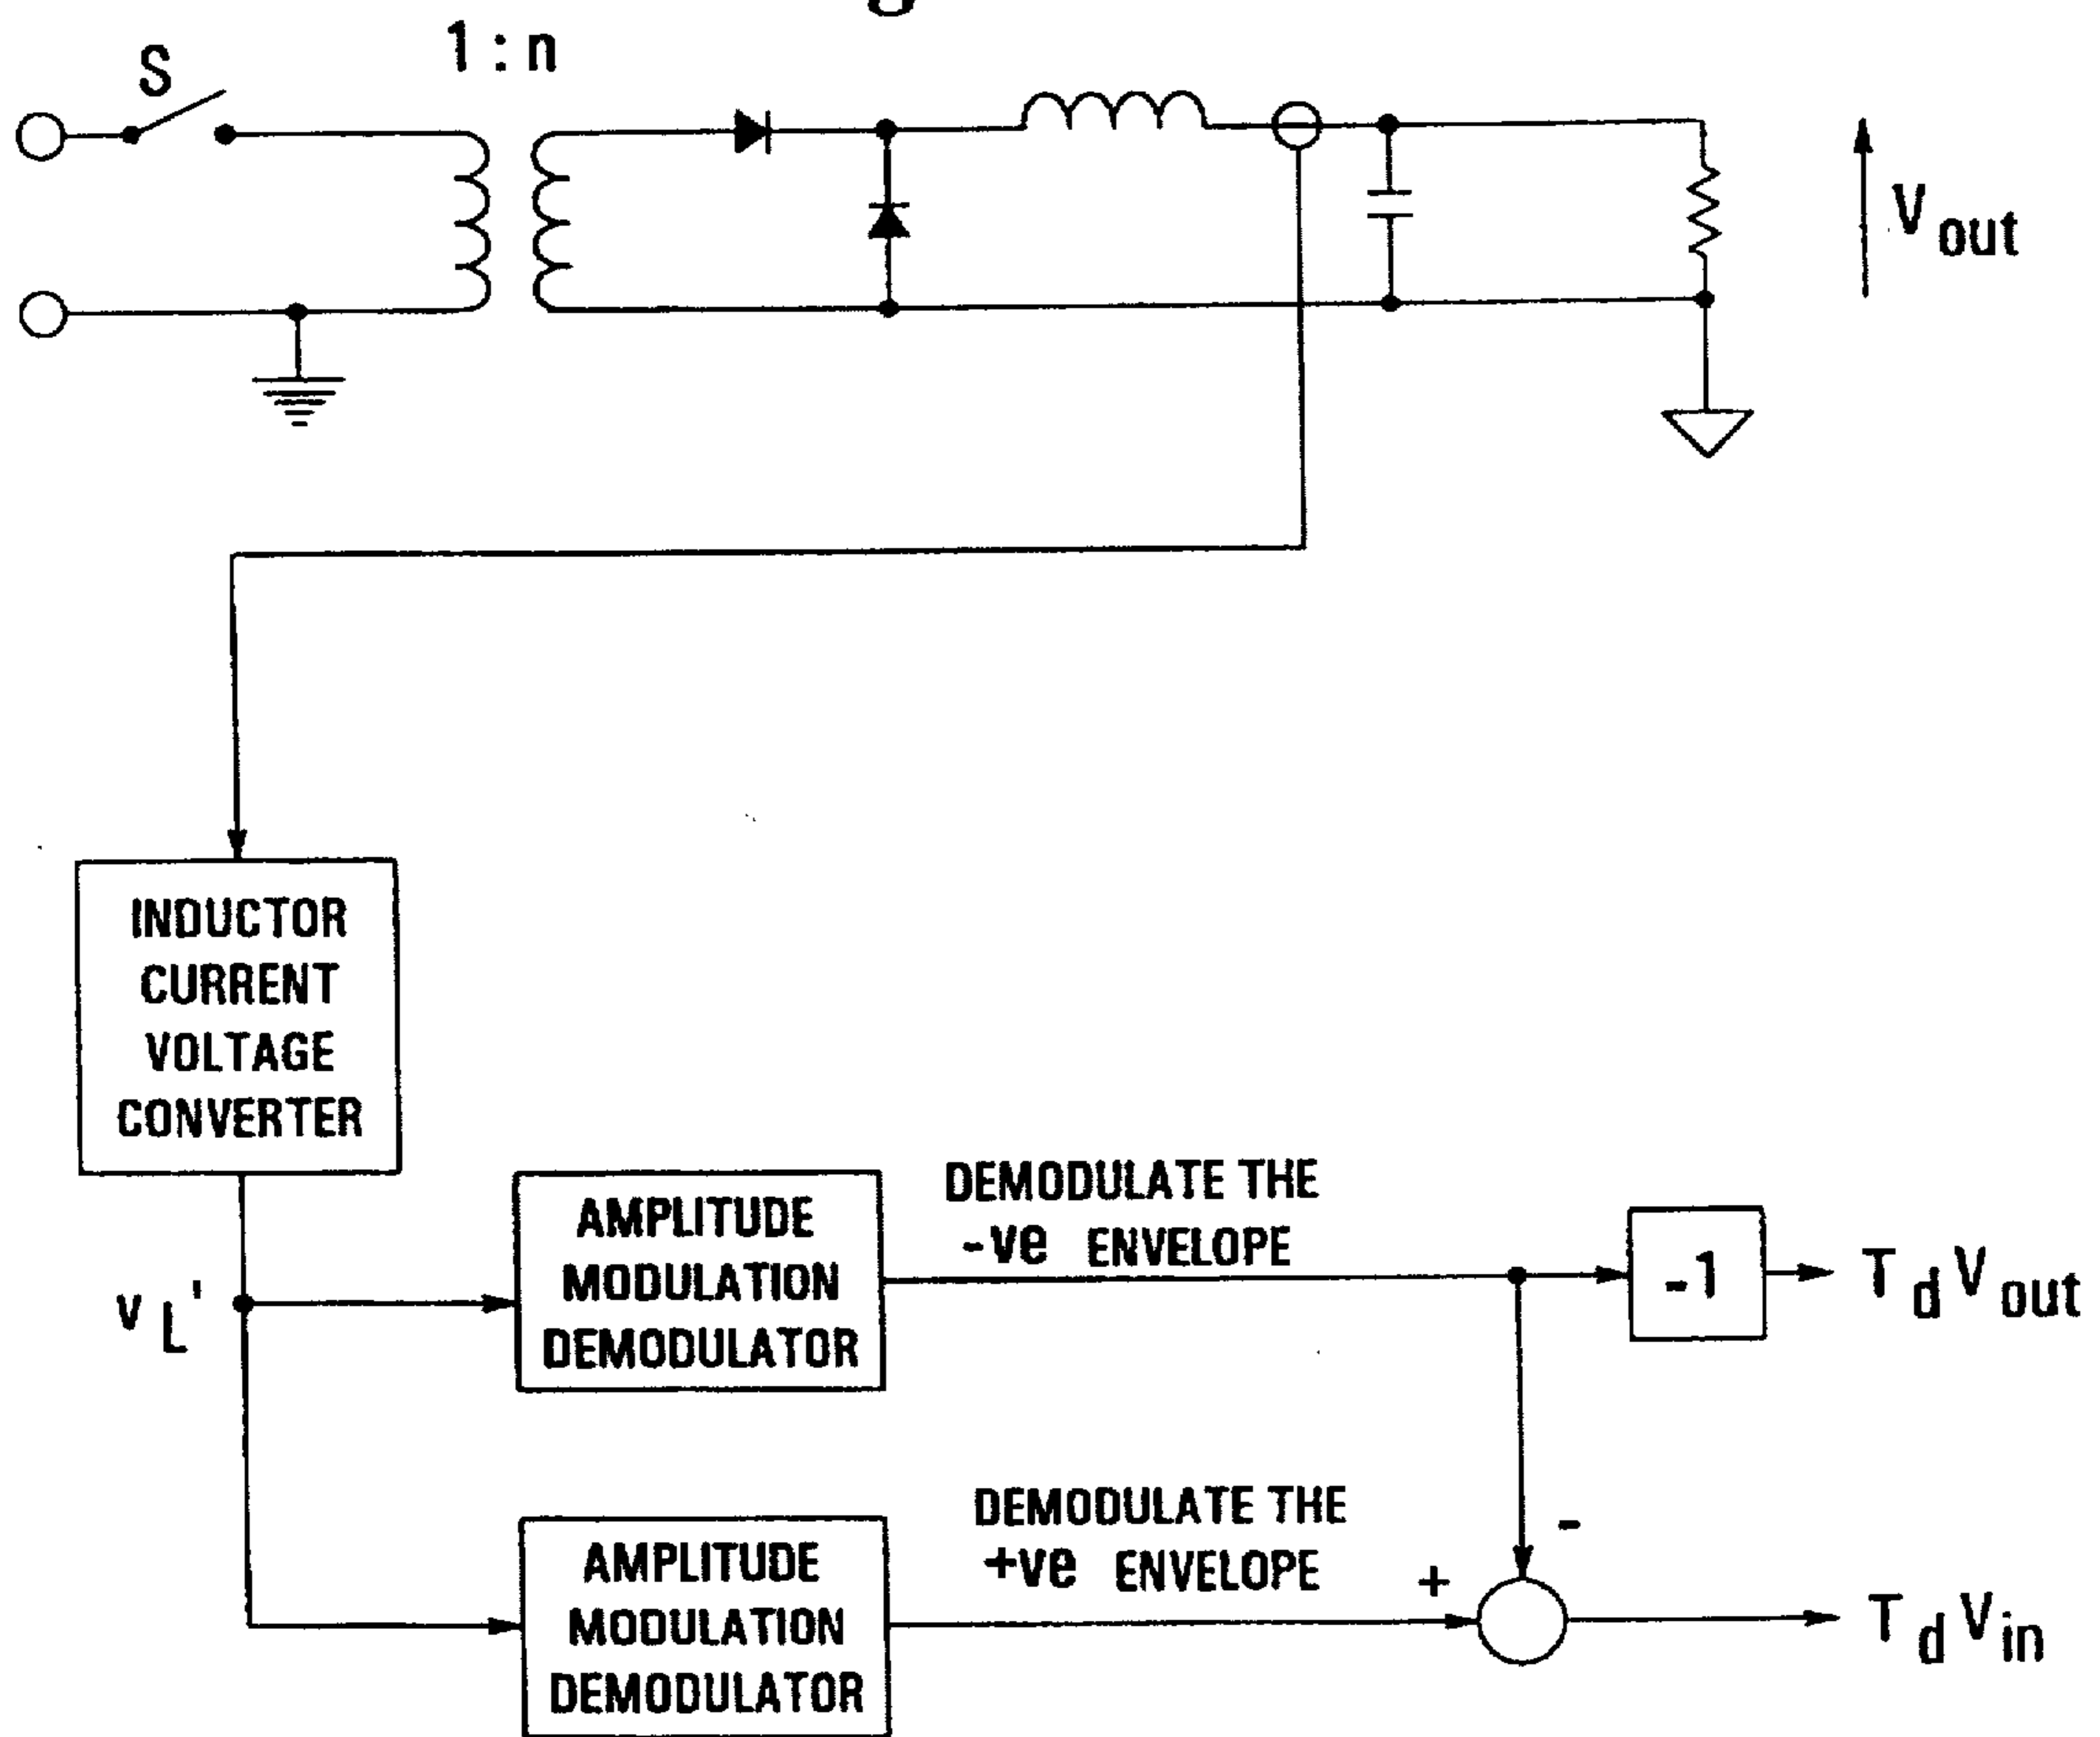 1 : n
S
V out
INDUCTOR
CURRENT
VOLTAGE
CONVERTER
v L'
AMPLITUDE
MODULATION
DEMODULATOR
DEMODULATE THE
-ve ENVELOPE
-1
T d V out
AMPLITUDE
MODULATION
DEMODULATOR
DEMODULATE THE
+ve ENVELOPE
-
+
T d V in